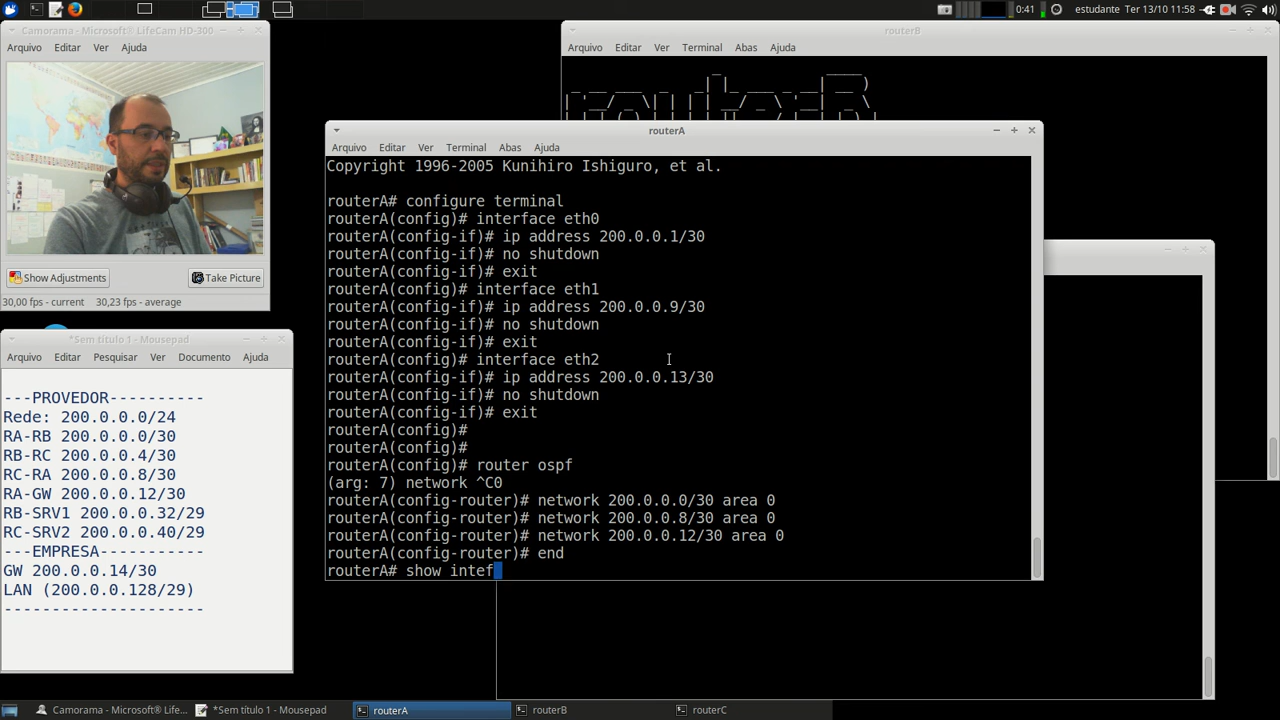 0:41 estudante Ter 13/10 11:58
Camorama - Microsoft® LifeCam HD-300
Arquivo Editar Ver Ajuda
Show Adjustments Take Picture
30,00 fps - current 30,23 fps - average
routerB
Arquivo Editar Ver Terminal Abas Ajuda
routerA
Arquivo Editar Ver Terminal Abas Ajuda
Copyright 1996-2005 Kunihiro Ishiguro, et al.
routerA# configure terminal
routerA(config)# interface eth0
routerA(config-if)# ip address 200.0.0.1/30
routerA(config-if)# no shutdown
routerA(config-if)# exit
routerA(config)# interface eth1
routerA(config-if)# ip address 200.0.0.9/30
routerA(config-if)# no shutdown
routerA(config-if)# exit
routerA(config)# interface eth2
routerA(config-if)# ip address 200.0.0.13/30
routerA(config-if)# no shutdown
routerA(config-if)# exit
routerA(config)#
routerA(config)#
routerA(config)# router ospf
(arg: 7) network ^C0
routerA(config-router)# network 200.0.0.0/30 area 0
routerA(config-router)# network 200.0.0.8/30 area 0
routerA(config-router)# network 200.0.0.12/30 area 0
routerA(config-router)# end
routerA# show intef
*Sem título 1 - Mousepad
Arquivo Editar Pesquisar Ver Documento Ajuda
---PROVEDOR----------
Rede: 200.0.0.0/24
RA-RB 200.0.0.0/30
RB-RC 200.0.0.4/30
RC-RA 200.0.0.8/30
RA-GW 200.0.0.12/30
RB-SRV1 200.0.0.32/29
RC-SRV2 200.0.0.40/29
---EMPRESA-----------
GW 200.0.0.14/30
LAN (200.0.0.128/29)
---------------------
Camorama - Microsoft® Life... *Sem título 1 - Mousepad routerA routerB routerC